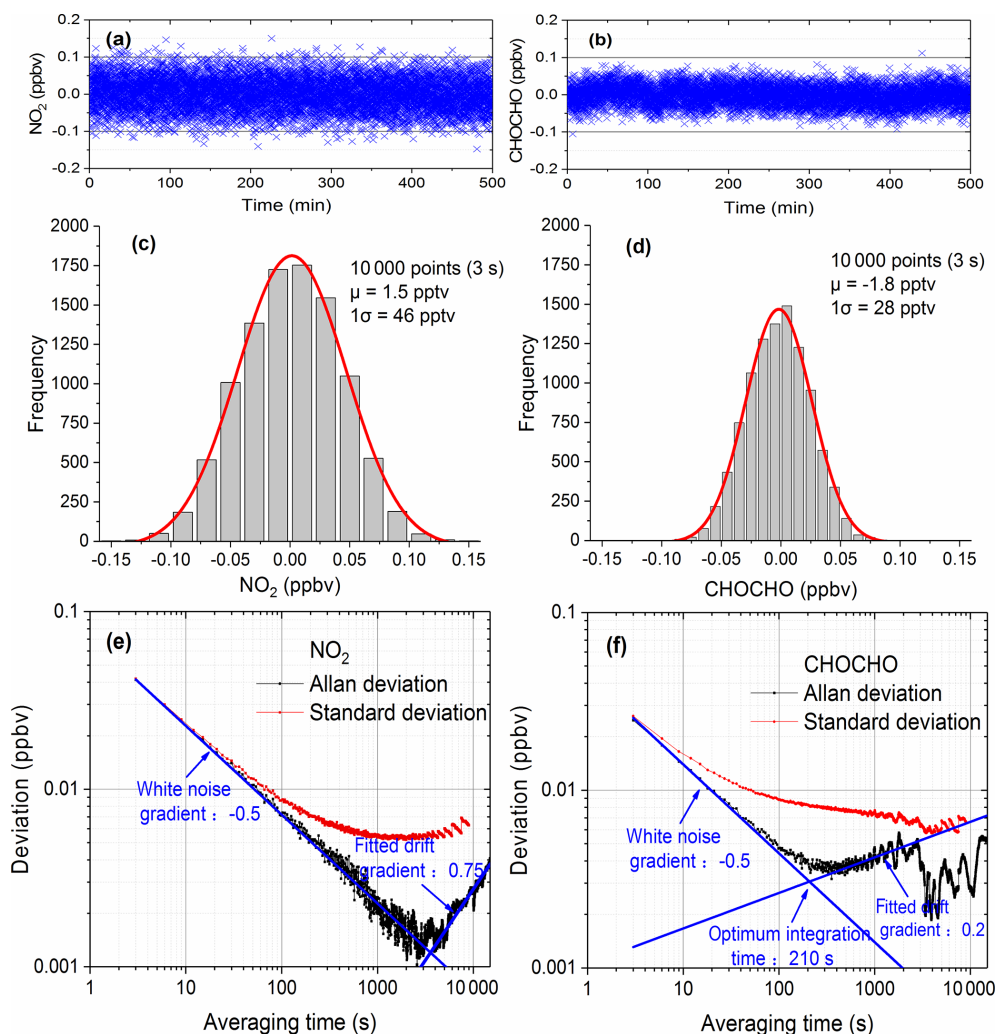 (a)
NO2 (ppbv)
0.2
0.1
0.0
-0.1
-0.2
0 100 200 300 400 500
Time (min)
(b)
CHOCHO (ppbv)
0.2
0.1
0.0
-0.1
-0.2
0 100 200 300 400 500
Time (min)
(c)
10 000 points (3 s)
μ = 1.5 pptv
1σ = 46 pptv
Frequency
2000
1750
1500
1250
1000
750
500
250
0
-0.15 -0.10 -0.05 0.00 0.05 0.10 0.15
NO2 (ppbv)
(d)
10 000 points (3 s)
μ = -1.8 pptv
1σ = 28 pptv
Frequency
2000
1750
1500
1250
1000
750
500
250
0
-0.15 -0.10 -0.05 0.00 0.05 0.10 0.15
CHOCHO (ppbv)
(e)
NO2
Allan deviation
Standard deviation
White noise
gradient : -0.5
Fitted drift
gradient : 0.75
Deviation (ppbv)
0.1
0.01
0.001
1 10 100 1000 10 000
Averaging time (s)
(f)
CHOCHO
Allan deviation
Standard deviation
White noise
gradient : -0.5
Fitted drift
gradient : 0.2
Optimum integration
time : 210 s
Deviation (ppbv)
0.1
0.01
0.001
1 10 100 1000 10 000
Averaging time (s)